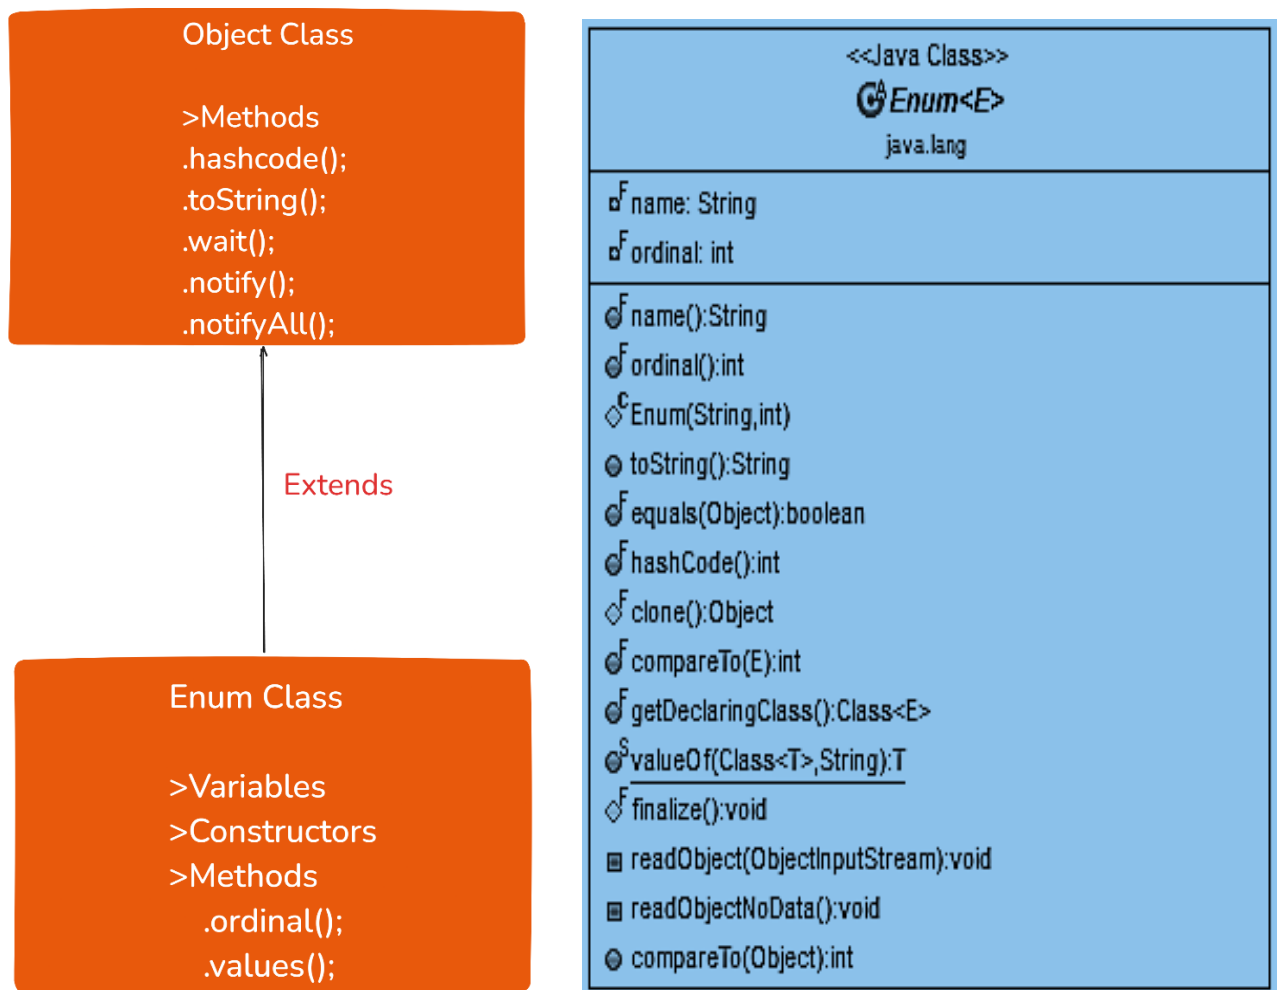 Object Class
>Methods
.hashcode();
.toString();
.wait();
.notify();
.notifyAll();
Extends
Enum Class
>Variables
>Constructors
>Methods
.ordinal();
.values();
<<Java Class>>
Enum<E>
java.lang
F name: String
F ordinal: int
F name():String
F ordinal():int
C Enum(String,int)
toString():String
F equals(Object):boolean
F hashCode():int
F clone():Object
F compareTo(E):int
F getDeclaringClass():Class<E>
S valueOf(Class<T>,String):T
F finalize():void
readObject(ObjectInputStream):void
readObjectNoData():void
compareTo(Object):int